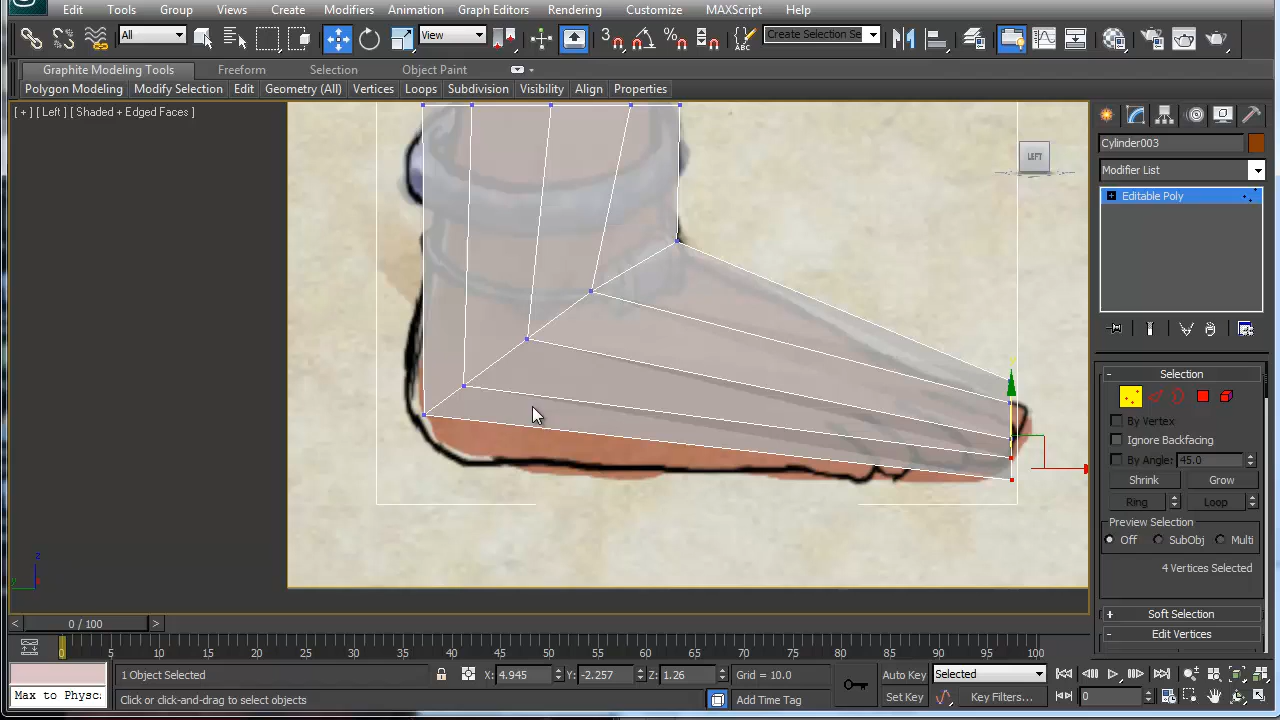 Edit Tools Group Views Create Modifiers Animation Graph Editors Rendering Customize MAXScript Help
All View 3 Create Selection Se
Graphite Modeling Tools Freeform Selection Object Paint
Polygon Modeling Modify Selection Edit Geometry (All) Vertices Loops Subdivision Visibility Align Properties
[ + ] [ Left ] [ Shaded + Edged Faces ]
LEFT
Cylinder003
Modifier List
Editable Poly
- Selection
By Vertex
Ignore Backfacing
By Angle: 45.0
Shrink Grow
Ring Loop
Preview Selection
Off SubObj Multi
4 Vertices Selected
+ Soft Selection
- Edit Vertices
z
< 0 / 100 >
0 5 10 15 20 25 30 35 40 45 50 55 60 65 70 75 80 85 90 95 100
1 Object Selected X: 4.945 Y: -2.257 Z: 1.26 Grid = 10.0 Auto Key Selected
Max to Physcs Click or click-and-drag to select objects Add Time Tag Set Key Key Filters... 0